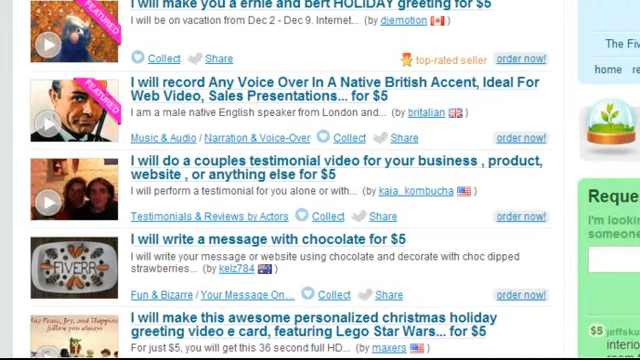 I will make you a ernie and bert HOLIDAY greeting for $5
FEATURED
I will be on vacation from Dec 2 - Dec 9. Internet... (by djemotion )
Collect Share top-rated seller order now!
I will record Any Voice Over In A Native British Accent, Ideal For
Web Video, Sales Presentations... for $5
FEATURED
I am a male native English speaker from London and... (by britalian )
Music & Audio / Narration & Voice-Over Collect Share order now!
I will do a couples testimonial video for your business , product,
website , or anything else for $5
I will perform a testimonial for you alone or with... (by kaia_kombucha )
Testimonials & Reviews by Actors Collect Share order now!
I will write a message with chocolate for $5
FIVERR
I will write your message or website using chocolate and decorate with choc dipped
strawberries... (by kelz784 )
Fun & Bizarre / Your Message On... Collect Share order now!
I will make this awesome personalized christmas holiday
greeting video e card, featuring Lego Star Wars... for $5
Joy, and
follow you always
For just $5, you will get this 36 second full HD... (by maxers )
The Fiv
home re
Reque
I'm lookin
someone
$5 jeffsku
interio